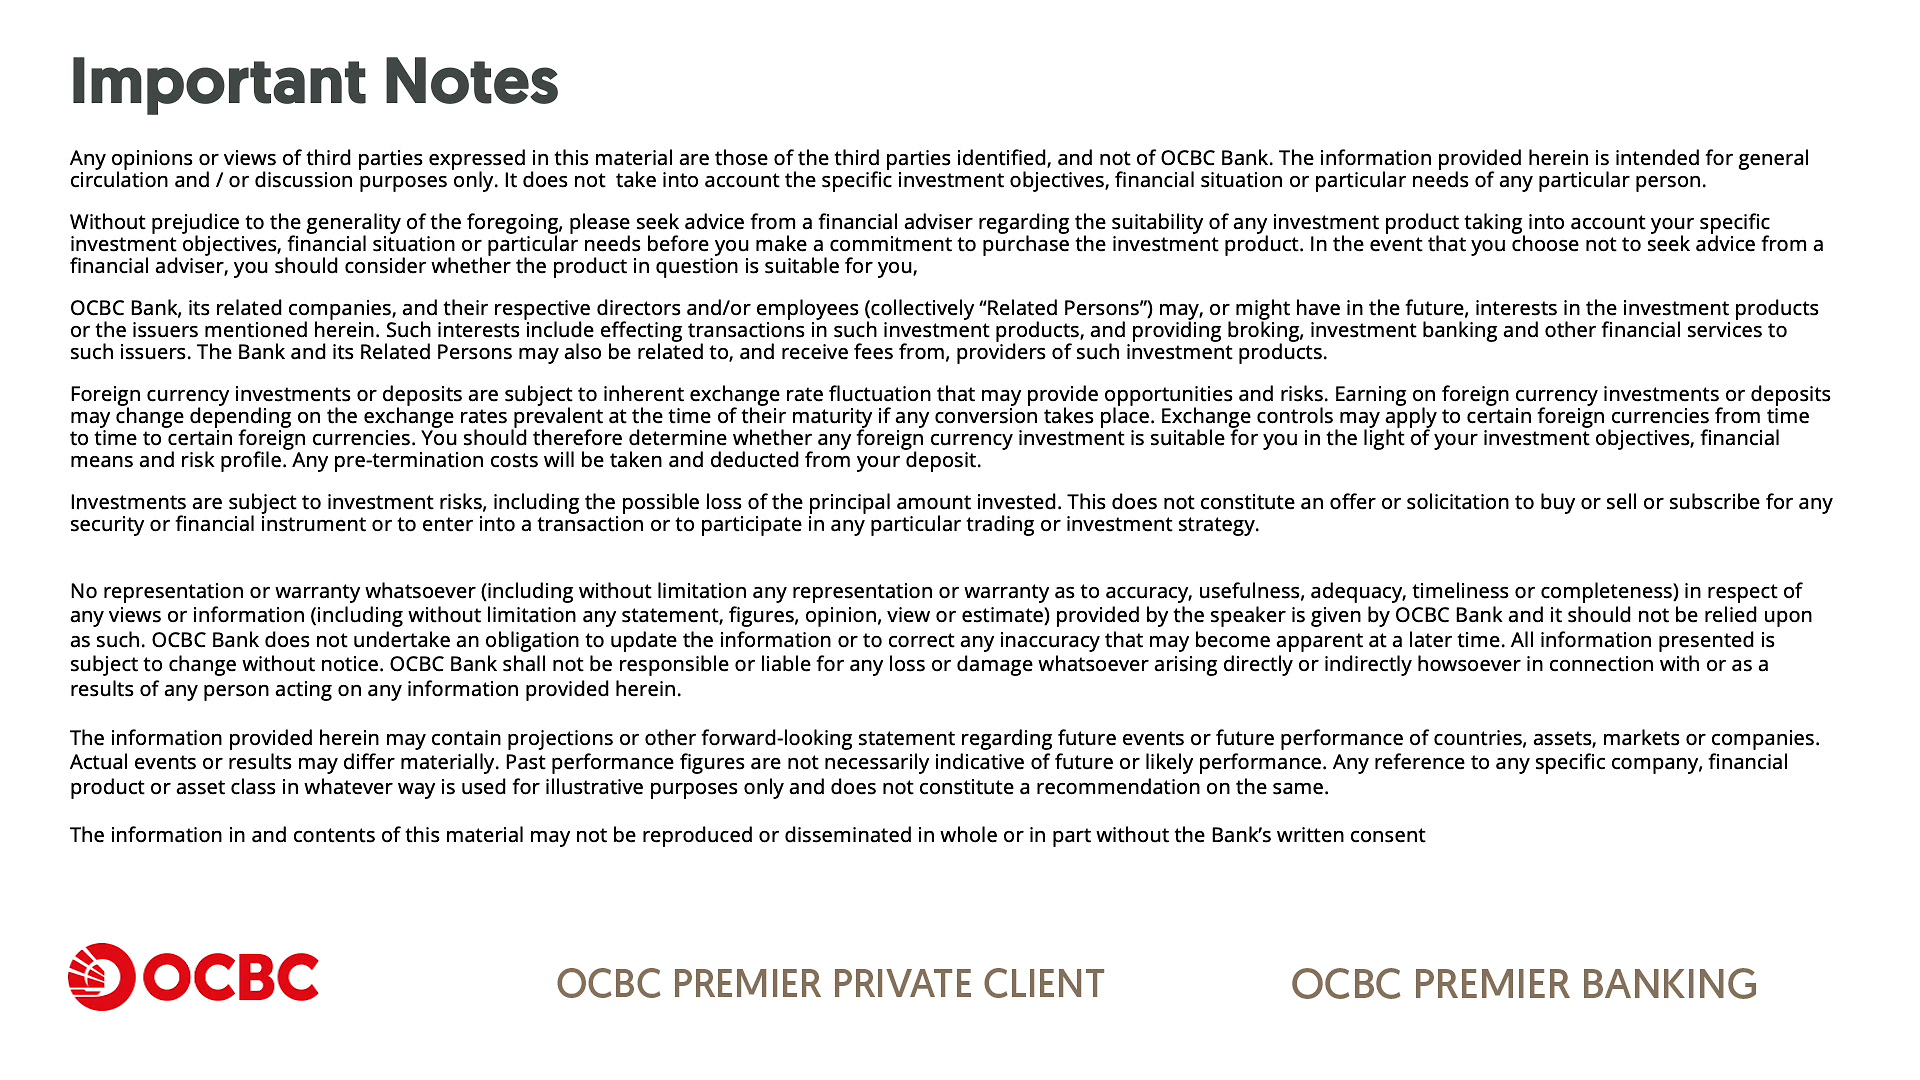 Important Notes
Any opinions or views of third parties expressed in this material are those of the third parties identified, and not of OCBC Bank. The information provided herein is intended for general
circulation and / or discussion purposes only. It does not  take into account the specific investment objectives, financial situation or particular needs of any particular person.
Without prejudice to the generality of the foregoing, please seek advice from a financial adviser regarding the suitability of any investment product taking into account your specific
investment objectives, financial situation or particular needs before you make a commitment to purchase the investment product. In the event that you choose not to seek advice from a
financial adviser, you should consider whether the product in question is suitable for you,
OCBC Bank, its related companies, and their respective directors and/or employees (collectively “Related Persons”) may, or might have in the future, interests in the investment products
or the issuers mentioned herein. Such interests include effecting transactions in such investment products, and providing broking, investment banking and other financial services to
such issuers. The Bank and its Related Persons may also be related to, and receive fees from, providers of such investment products.
Foreign currency investments or deposits are subject to inherent exchange rate fluctuation that may provide opportunities and risks. Earning on foreign currency investments or deposits
may change depending on the exchange rates prevalent at the time of their maturity if any conversion takes place. Exchange controls may apply to certain foreign currencies from time
to time to certain foreign currencies. You should therefore determine whether any foreign currency investment is suitable for you in the light of your investment objectives, financial
means and risk profile. Any pre-termination costs will be taken and deducted from your deposit.
Investments are subject to investment risks, including the possible loss of the principal amount invested. This does not constitute an offer or solicitation to buy or sell or subscribe for any
security or financial instrument or to enter into a transaction or to participate in any particular trading or investment strategy.
No representation or warranty whatsoever (including without limitation any representation or warranty as to accuracy, usefulness, adequacy, timeliness or completeness) in respect of
any views or information (including without limitation any statement, figures, opinion, view or estimate) provided by the speaker is given by OCBC Bank and it should not be relied upon
as such. OCBC Bank does not undertake an obligation to update the information or to correct any inaccuracy that may become apparent at a later time. All information presented is
subject to change without notice. OCBC Bank shall not be responsible or liable for any loss or damage whatsoever arising directly or indirectly howsoever in connection with or as a
results of any person acting on any information provided herein.
The information provided herein may contain projections or other forward-looking statement regarding future events or future performance of countries, assets, markets or companies.
Actual events or results may differ materially. Past performance figures are not necessarily indicative of future or likely performance. Any reference to any specific company, financial
product or asset class in whatever way is used for illustrative purposes only and does not constitute a recommendation on the same.
The information in and contents of this material may not be reproduced or disseminated in whole or in part without the Bank’s written consent
OCBC
OCBC PREMIER PRIVATE CLIENT
OCBC PREMIER BANKING